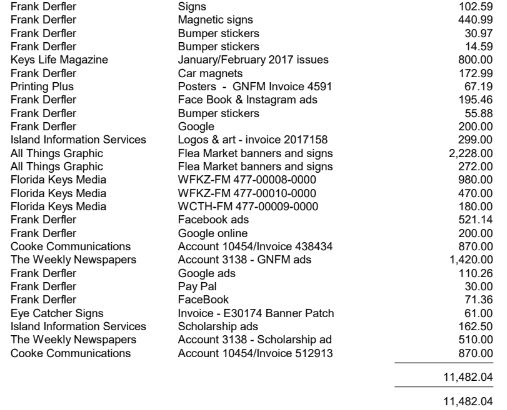 Frank Derfler Signs 102.59
Frank Derfler Magnetic signs 440.99
Frank Derfler Bumper stickers 30.97
Frank Derfler Bumper stickers 14.59
Keys Life Magazine January/February 2017 issues 800.00
Frank Derfler Car magnets 172.99
Printing Plus Posters - GNFM Invoice 4591 67.19
Frank Derfler Face Book & Instagram ads 195.46
Frank Derfler Bumper stickers 55.88
Frank Derfler Google 200.00
Island Information Services Logos & art - invoice 2017158 299.00
All Things Graphic Flea Market banners and signs 2,228.00
All Things Graphic Flea Market banners and signs 272.00
Florida Keys Media WFKZ-FM 477-00008-0000 980.00
Florida Keys Media WFKZ-FM 477-00010-0000 470.00
Florida Keys Media WCTH-FM 477-00009-0000 180.00
Frank Derfler Facebook ads 521.14
Frank Derfler Google online 200.00
Cooke Communications Account 10454/Invoice 438434 870.00
The Weekly Newspapers Account 3138 - GNFM ads 1,420.00
Frank Derfler Google ads 110.26
Frank Derfler Pay Pal 30.00
Frank Derfler FaceBook 71.36
Eye Catcher Signs Invoice - E30174 Banner Patch 61.00
Island Information Services Scholarship ads 162.50
The Weekly Newspapers Account 3138 - Scholarship ad 510.00
Cooke Communications Account 10454/Invoice 512913 870.00
11,482.04
11,482.04